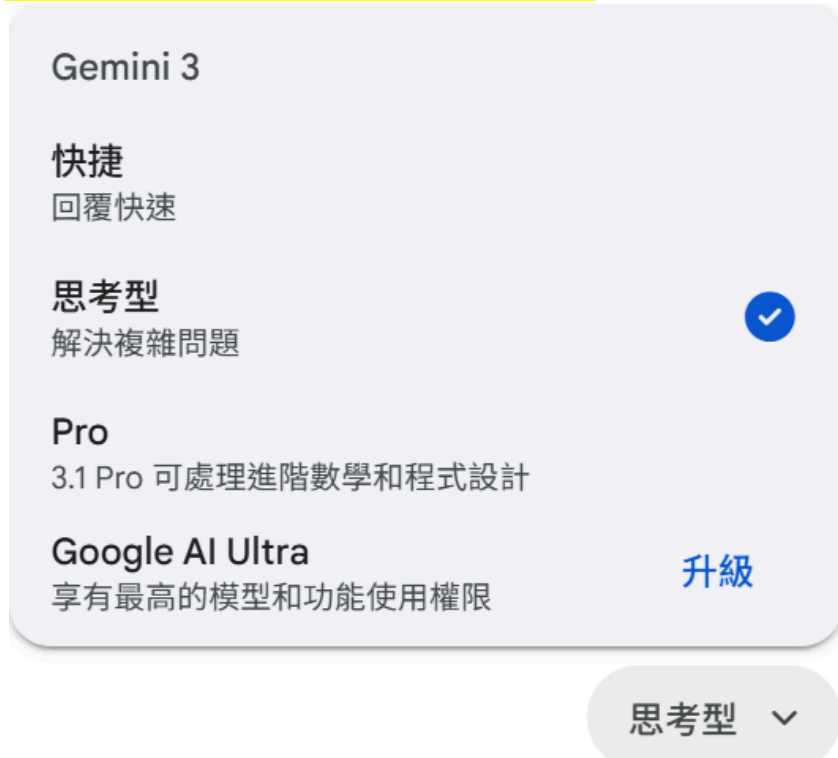 Gemini 3
快捷
回覆快速
思考型
解決複雜問題
Pro
3.1 Pro 可處理進階數學和程式設計
Google AI Ultra
享有最高的模型和功能使用權限
升級
思考型